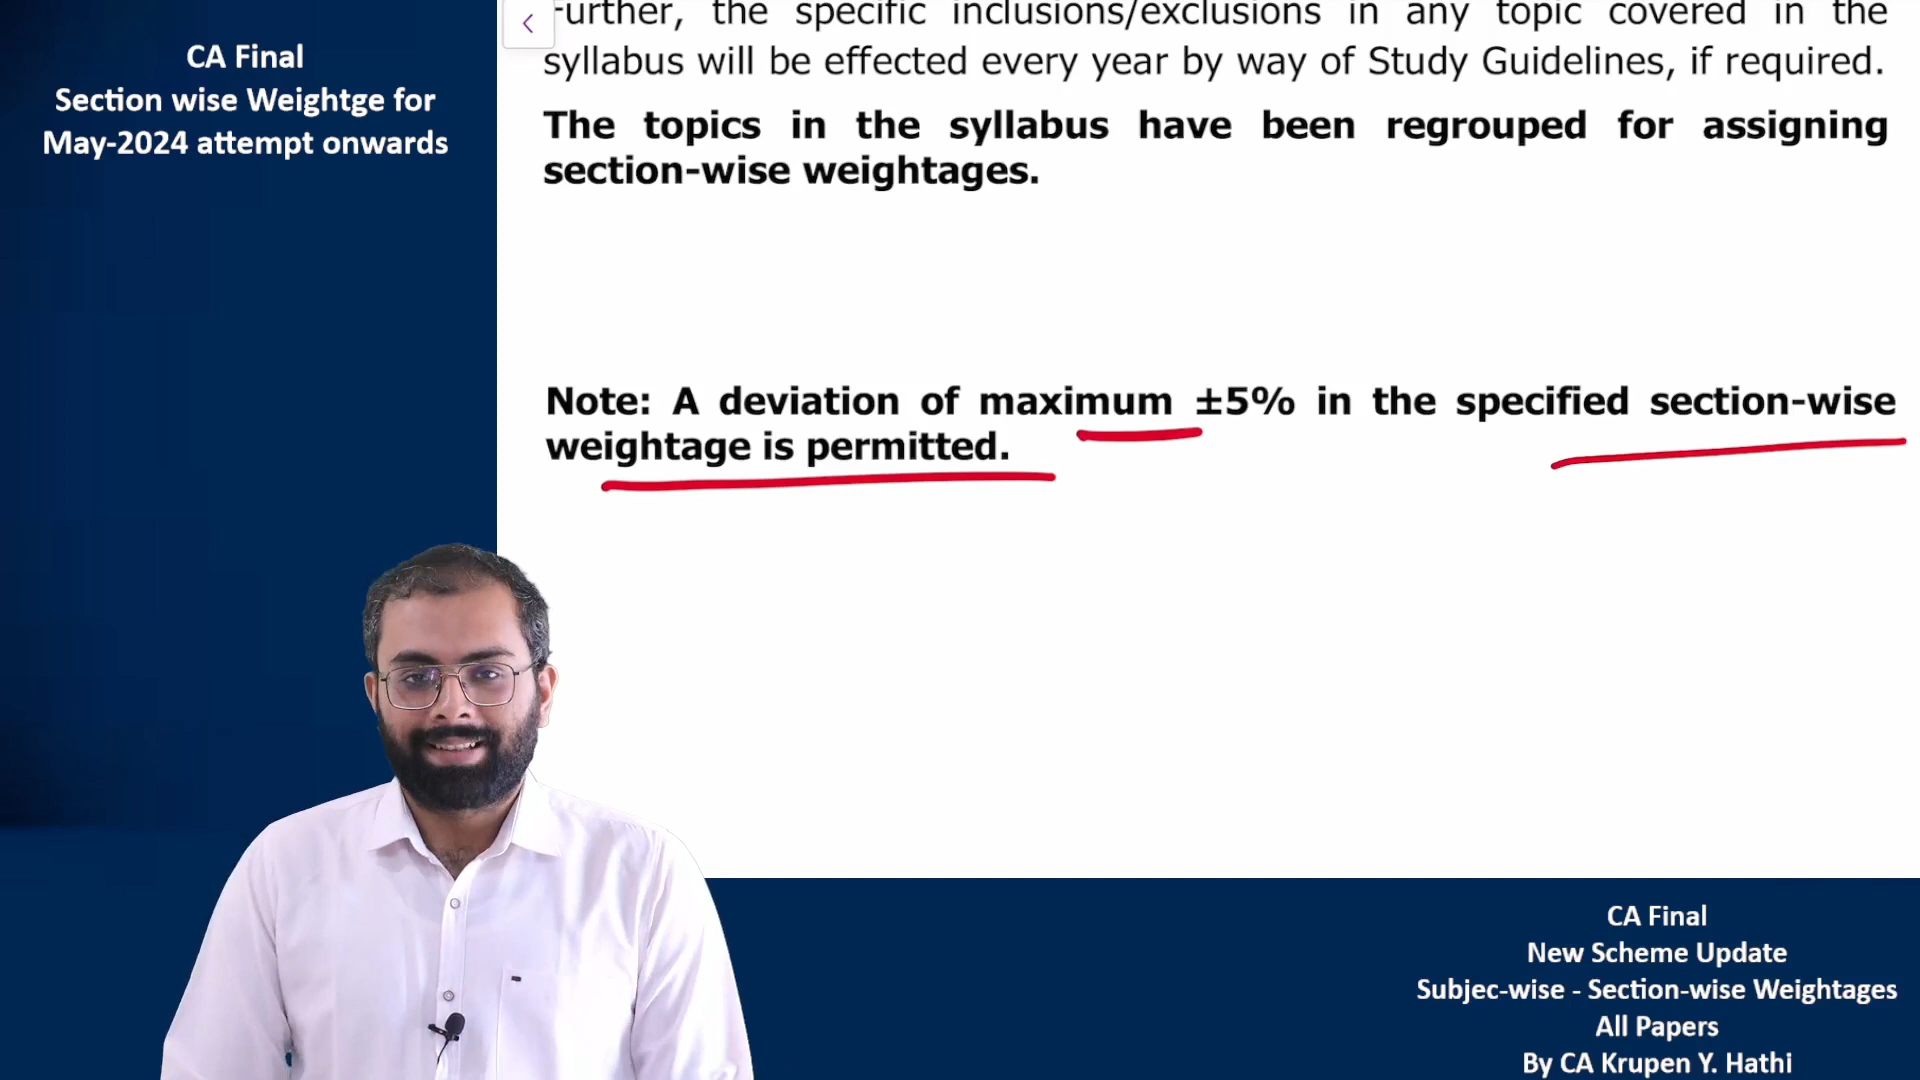 CA Final
Section wise Weightge for
May-2024 attempt onwards
Further, the specific inclusions/exclusions in any topic covered in the
syllabus will be effected every year by way of Study Guidelines, if required.
The topics in the syllabus have been regrouped for assigning
section-wise weightages.
Note: A deviation of maximum ±5% in the specified section-wise
weightage is permitted.
CA Final
New Scheme Update
Subjec-wise - Section-wise Weightages
All Papers
By CA Krupen Y. Hathi